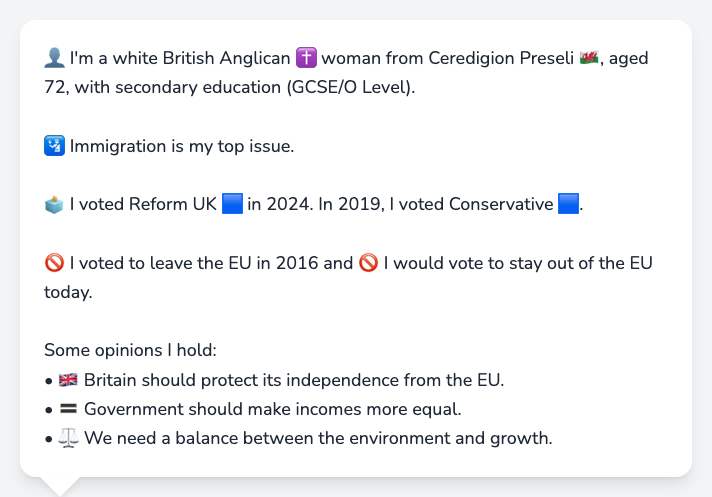 👤 I'm a white British Anglican ✝️ woman from Ceredigion Preseli 🏴󠁧󠁢󠁷󠁬󠁳󠁿, aged
72, with secondary education (GCSE/O Level).
🛂 Immigration is my top issue.
🗳️ I voted Reform UK 🟦 in 2024. In 2019, I voted Conservative 🟦.
🚫 I voted to leave the EU in 2016 and 🚫 I would vote to stay out of the EU
today.
Some opinions I hold:
• 🇬🇧 Britain should protect its independence from the EU.
• 🟰 Government should make incomes more equal.
• ⚖️ We need a balance between the environment and growth.